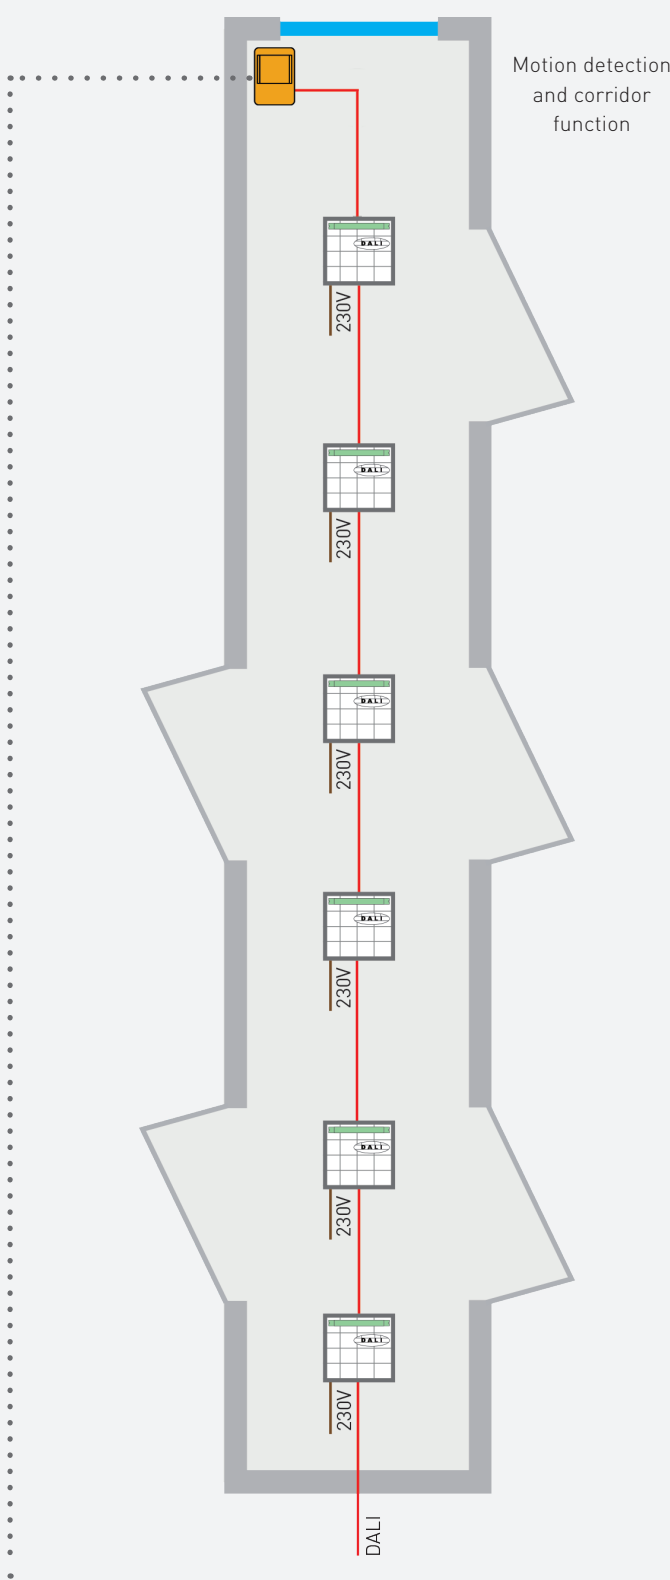 Motion detection
and corridor
function
DALI
230V
DALI
230V
DALI
230V
DALI
230V
DALI
230V
DALI
230V
DALI